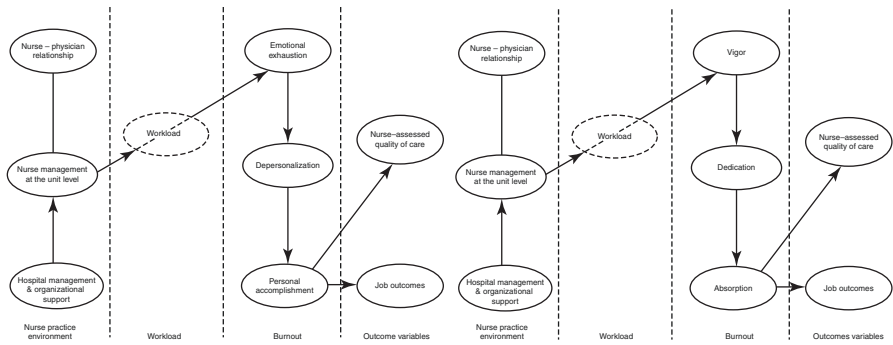 Nurse – physician
relationship
Emotional
exhaustion
Workload
Nurse–assessed
quality of care
Nurse management
at the unit level
Depersonalization
Hospital management
& organizational
support
Personal
accomplishment
Job outcomes
Nurse practice
environment
Workload
Burnout
Outcome variables
Nurse – physician
relationship
Vigor
Workload
Nurse–assessed
quality of care
Nurse management
at the unit level
Dedication
Hospital management
& organizational
support
Absorption
Job outcomes
Nurse practice
environment
Workload
Burnout
Outcomes variables